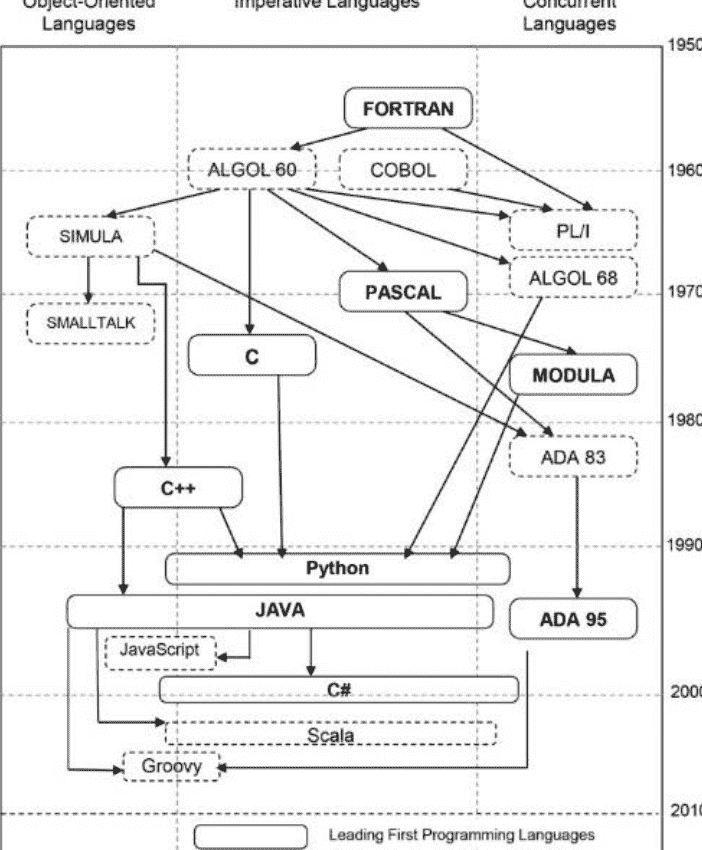 Object-Oriented
Languages
Imperative Languages
Concurrent
Languages
1950
FORTRAN
ALGOL 60
COBOL
1960
SIMULA
PL/I
ALGOL 68
PASCAL
1970
SMALLTALK
C
MODULA
1980
ADA 83
C++
1990
Python
JAVA
ADA 95
JavaScript
C#
2000
Scala
Groovy
2010
Leading First Programming Languages